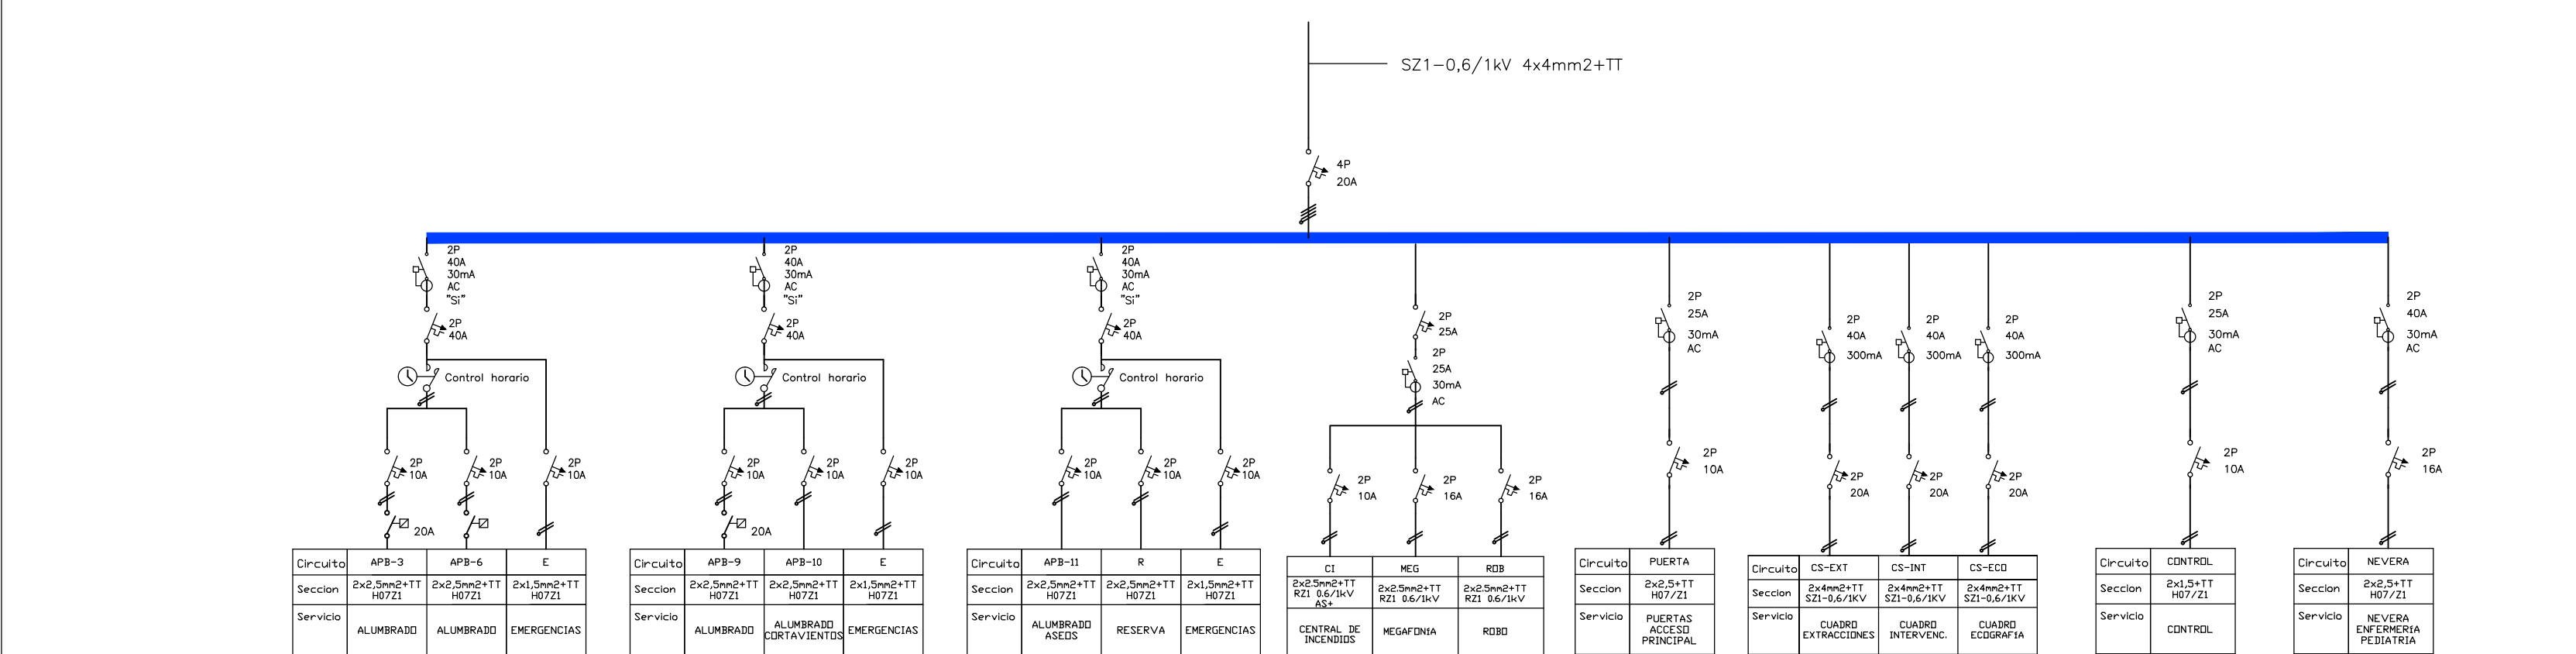 SZ1-0,6/1kV 4x4mm2+TT
4P
20A
2P
40A
30mA
AC
"Si"
2P
40A
Control horario
2P
10A
2P
10A
2P
10A
20A
2P
40A
30mA
AC
"Si"
2P
40A
Control horario
2P
10A
2P
10A
2P
10A
20A
2P
40A
30mA
AC
"Si"
2P
40A
Control horario
2P
10A
2P
10A
2P
10A
2P
25A
2P
25A
30mA
AC
2P
10A
2P
16A
2P
16A
2P
25A
30mA
AC
2P
10A
2P
40A
300mA
2P
40A
300mA
2P
40A
300mA
2P
20A
2P
20A
2P
20A
2P
25A
30mA
AC
2P
10A
2P
40A
30mA
AC
2P
16A
Circuito APB-3 APB-6 E
Seccion 2x2,5mm2+TT 2x2,5mm2+TT 2x1,5mm2+TT
H07Z1 H07Z1 H07Z1
Servicio
ALUMBRADO ALUMBRADO EMERGENCIAS
Circuito APB-9 APB-10 E
Seccion 2x2,5mm2+TT 2x2,5mm2+TT 2x1,5mm2+TT
H07Z1 H07Z1 H07Z1
Servicio
ALUMBRADO ALUMBRADO CORTAVIENTOS EMERGENCIAS
Circuito APB-11 R E
Seccion 2x2,5mm2+TT 2x2,5mm2+TT 2x1,5mm2+TT
H07Z1 H07Z1 H07Z1
Servicio
ALUMBRADO ASEOS RESERVA EMERGENCIAS
CI MEG ROB
2x2.5mm2+TT 2x2.5mm2+TT 2x2.5mm2+TT
RZ1 0.6/1kV RZ1 0.6/1kV RZ1 0.6/1kV
AS+
CENTRAL DE INCENDIOS MEGAFONíA ROBO
Circuito PUERTA
Seccion 2x2,5+TT
H07/Z1
Servicio PUERTAS
ACCESO
PRINCIPAL
Circuito CS-EXT CS-INT CS-ECO
Seccion 2x4mm2+TT 2x4mm2+TT 2x4mm2+TT
SZ1-0,6/1KV SZ1-0,6/1KV SZ1-0,6/1KV
Servicio CUADRO CUADRO CUADRO
EXTRACCIONES INTERVENC. ECOGRAFíA
Circuito CONTROL
Seccion 2x1,5+TT
H07/Z1
Servicio
CONTROL
Circuito NEVERA
Seccion 2x2,5+TT
H07/Z1
Servicio NEVERA
ENFERMERíA
PEDIATRIA